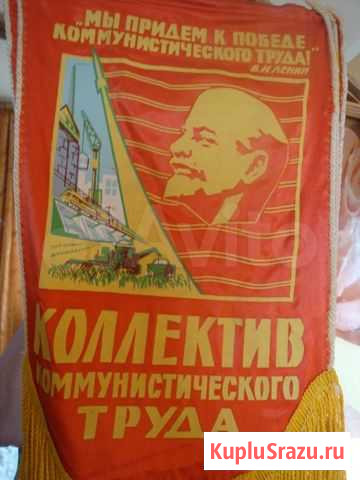 „МЫ ПРИДЕМ К ПОБЕДЕ
КОММУНИСТИЧЕСКОГО ТРУДА!"
В.И.ЛЕНИН
Avito
КОЛЛЕКТИВ
КОММУНИСТИЧЕСКОГО
ТРУДА
KupluSrazu.ru